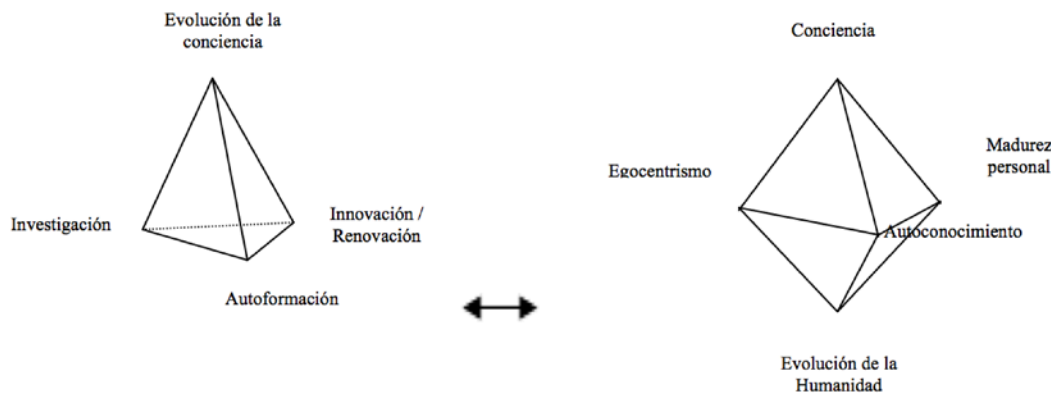 Evolución de la
conciencia
Investigación
Innovación /
Renovación
Autoformación
Conciencia
Egocentrismo
Madurez
personal
Autoconocimiento
Evolución de la
Humanidad